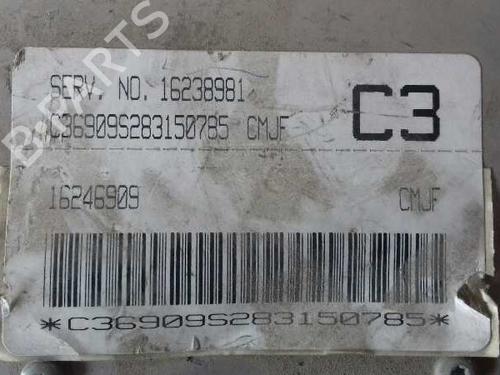 SERV. NO. 16238981
C36909S283150785 CMJF
C3
16246909 CMJF
*C36909S283150785*
B-PARTS